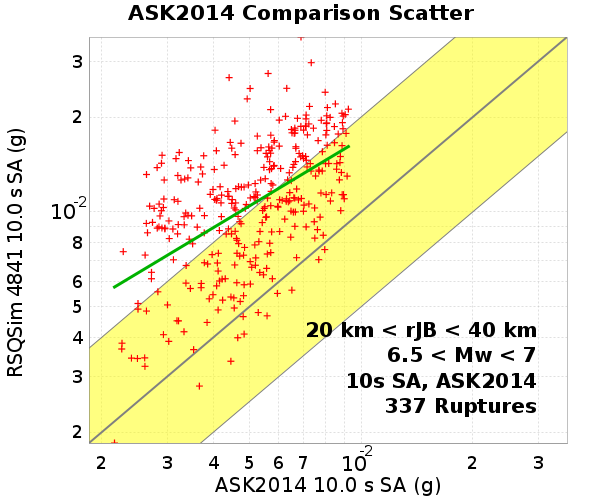 ASK2014 Comparison Scatter
RSQSim 4841 10.0 s SA (g)
3
2
10-2
8
6
5
4
3
2
20 km < rJB < 40 km
6.5 < Mw < 7
10s SA, ASK2014
337 Ruptures
2 3 4 5 6 7 10-2 2 3
ASK2014 10.0 s SA (g)